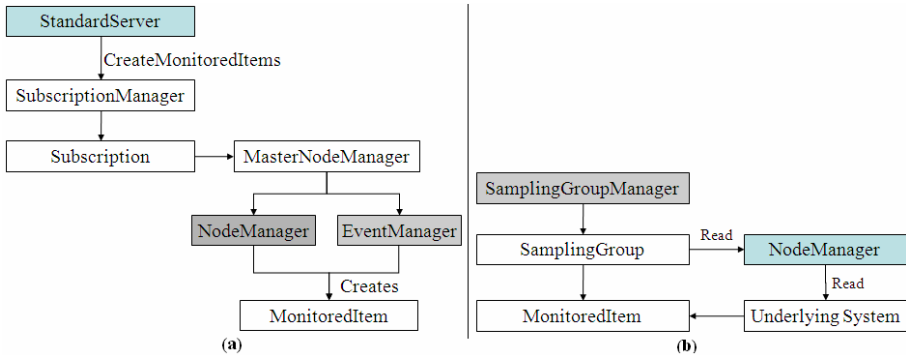 StandardServer
CreateMonitoredItems
SubscriptionManager
Subscription
MasterNodeManager
NodeManager
EventManager
Creates
MonitoredItem
(a)
SamplingGroupManager
SamplingGroup
Read
NodeManager
Read
MonitoredItem
Underlying System
(b)